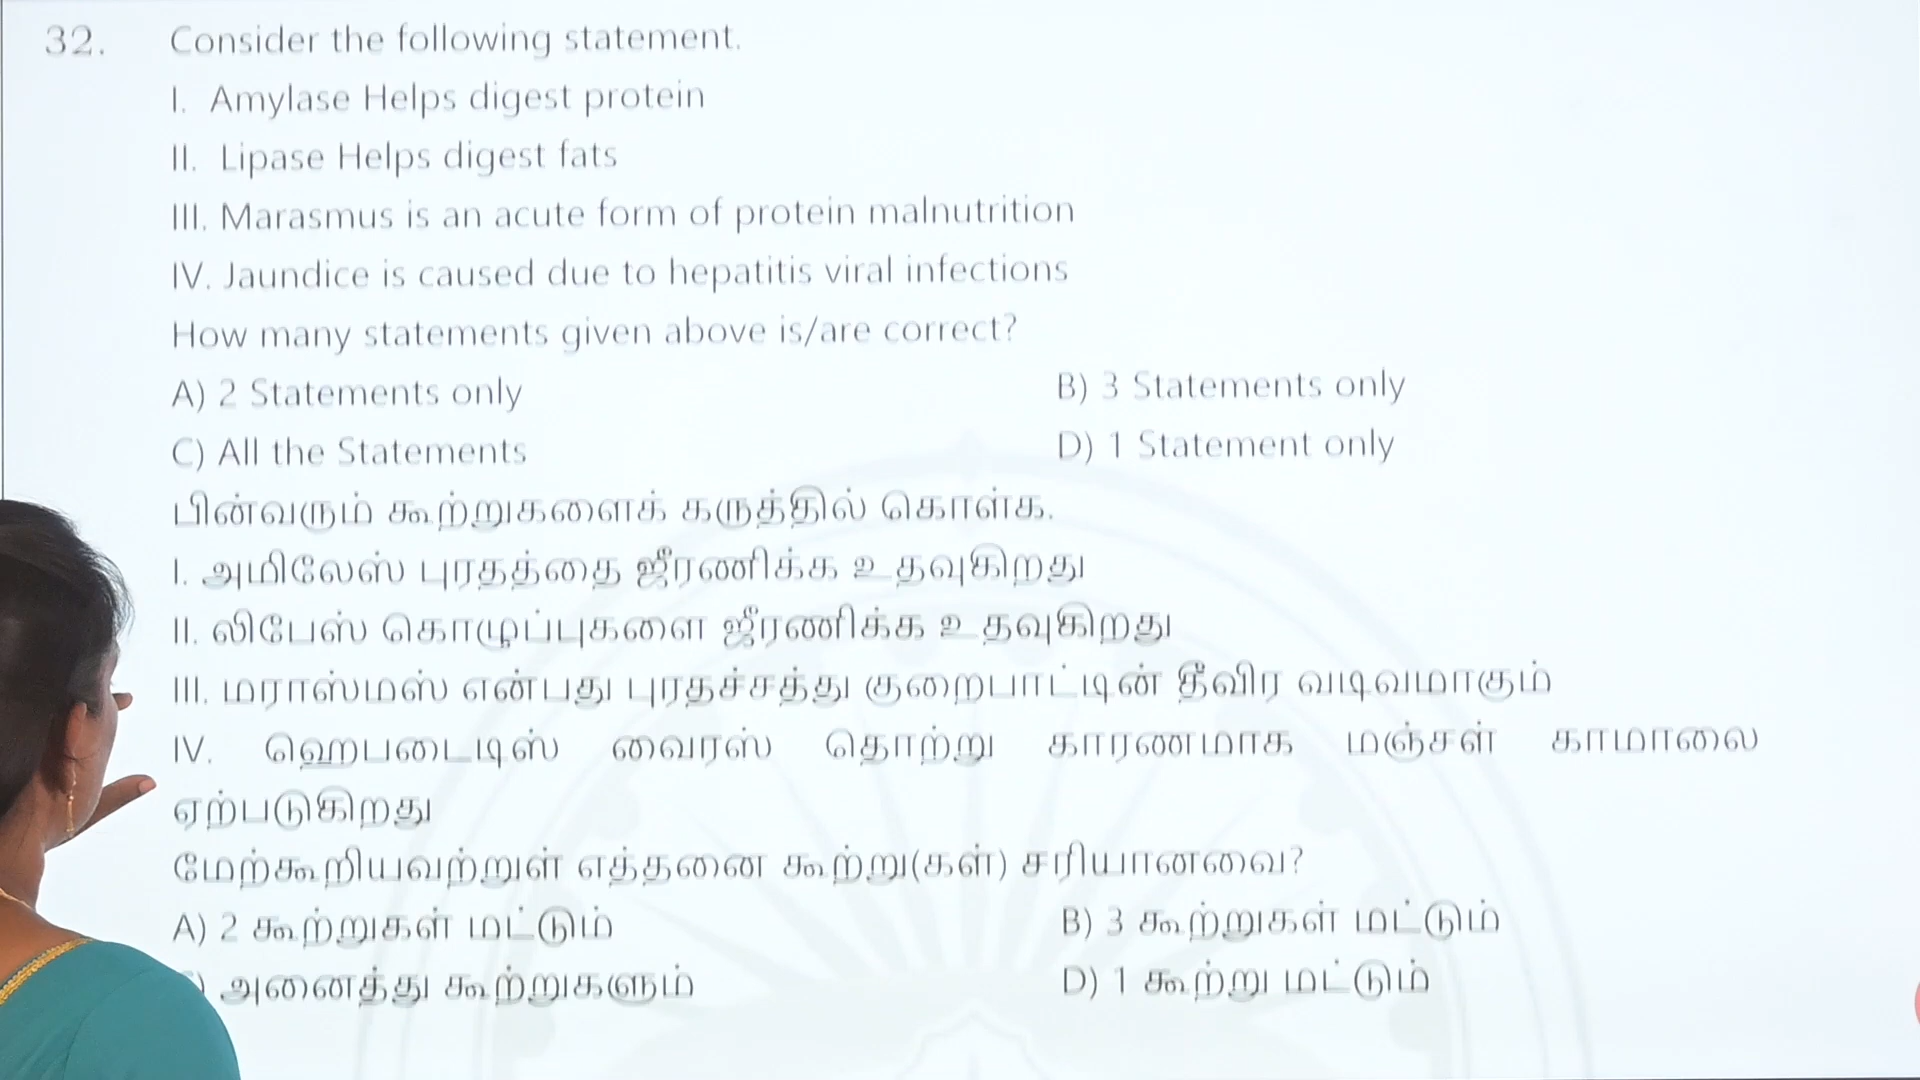 32. Consider the following statement.
I. Amylase Helps digest protein
II. Lipase Helps digest fats
III. Marasmus is an acute form of protein malnutrition
IV. Jaundice is caused due to hepatitis viral infections
How many statements given above is/are correct?
A) 2 Statements only B) 3 Statements only
C) All the Statements D) 1 Statement only
பின்வரும் கூற்றுகளைக் கருத்தில் கொள்க.
I. அமிலேஸ் புரதத்தை ஜீரணிக்க உதவுகிறது
II. லிபேஸ் கொழுப்புகளை ஜீரணிக்க உதவுகிறது
III. மராஸ்மஸ் என்பது புரதச்சத்து குறைபாட்டின் தீவிர வடிவமாகும்
IV. ஹெபடைடிஸ் வைரஸ் தொற்று காரணமாக மஞ்சள் காமாலை
ஏற்படுகிறது
மேற்கூறியவற்றுள் எத்தனை கூற்று(கள்) சரியானவை?
A) 2 கூற்றுகள் மட்டும் B) 3 கூற்றுகள் மட்டும்
) அனைத்து கூற்றுகளும் D) 1 கூற்று மட்டும்